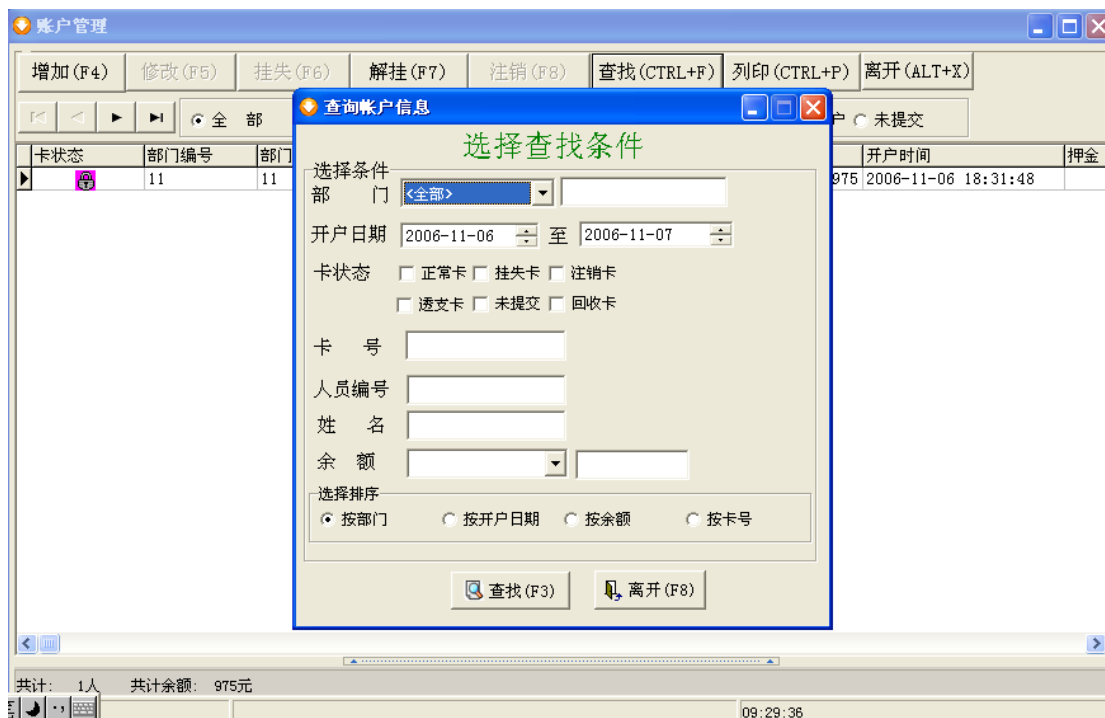 账户管理
增加(F4) 修改(F5) 挂失(F6) 解挂(F7) 注销(F8) 查找(CTRL+F) 列印(CTRL+P) 离开(ALT+X)
全 部 户 未提交
卡状态 部门编号 部门 开户时间 押金
11 11 975 2006-11-06 18:31:48
查询帐户信息
选择查找条件
选择条件
部 门 <全部>
开户日期 2006-11-06 至 2006-11-07
卡状态 正常卡 挂失卡 注销卡
透支卡 未提交 回收卡
卡 号
人员编号
姓 名
余 额
选择排序
按部门 按开户日期 按余额 按卡号
查找(F3) 离开(F8)
共计: 1人 共计余额: 975元
09:29:36